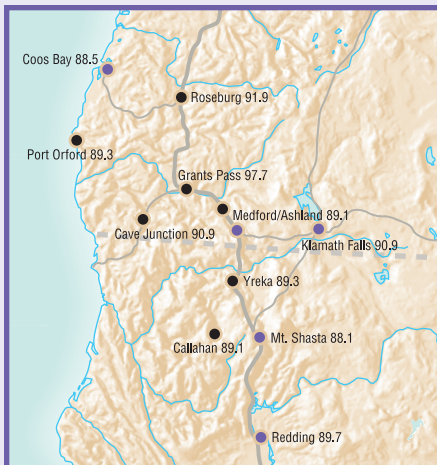 Coos Bay 88.5
Roseburg 91.9
Port Orford 89.3
Grants Pass 97.7
Medford/Ashland 89.1
Cave Junction 90.9
Klamath Falls 90.9
Yreka 89.3
Callahan 89.1
Mt. Shasta 88.1
Redding 89.7